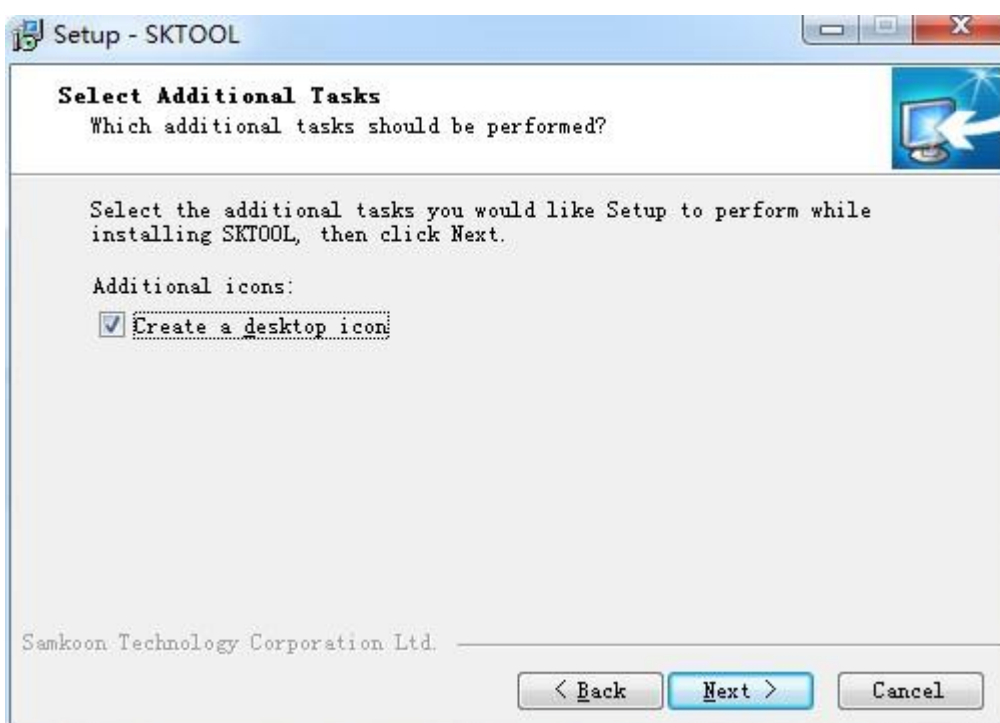 Setup - SKTOOL
Select Additional Tasks
Which additional tasks should be performed?
Select the additional tasks you would like Setup to perform while
installing SKTOOL, then click Next.
Additional icons:
Create a desktop icon
Samkoon Technology Corporation Ltd.
< Back Next > Cancel